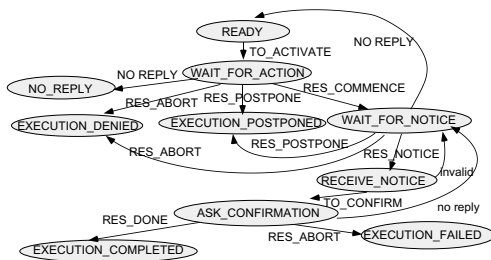 READY
NO REPLY
TO_ACTIVATE
NO REPLY
WAIT_FOR_ACTION
NO_REPLY
RES_ABORT
RES_POSTPONE
RES_COMMENCE
EXECUTION_DENIED
EXECUTION_POSTPONED
WAIT_FOR_NOTICE
RES_ABORT
RES_POSTPONE
RES_NOTICE
RECEIVE_NOTICE
invalid
TO_CONFIRM
no reply
ASK_CONFIRMATION
RES_DONE
RES_ABORT
EXECUTION_FAILED
EXECUTION_COMPLETED